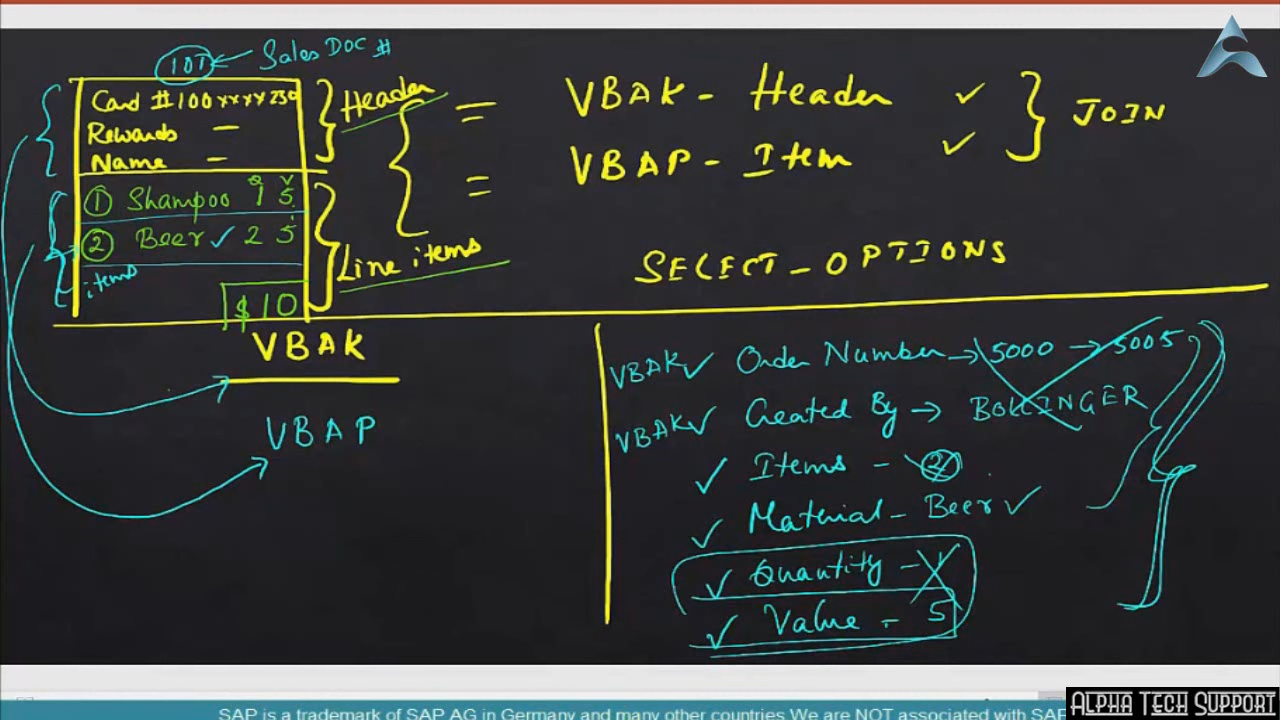 101 ← Sales DOC #
Card #100xxxx230
Rewards —
Name —
Header
① Shampoo 1 5
Q V
② Beer ✓ 2 5
items
$10
Line items
= VBAK - Header ✓
= VBAP - Item ✓
JOIN
SELECT-OPTIONS
VBAK
VBAP
VBAK ✓ Order Number → 5000 → 5005
VBAK ✓ Created By → BOLLINGER
✓ Items -
✓ Material - Beer ✓
✓ Quantity -
✓ Value - 5
SAP is a trademark of SAP AG in Germany and many other countries We are NOT associated with SAP
ALPHA TECH SUPPORT